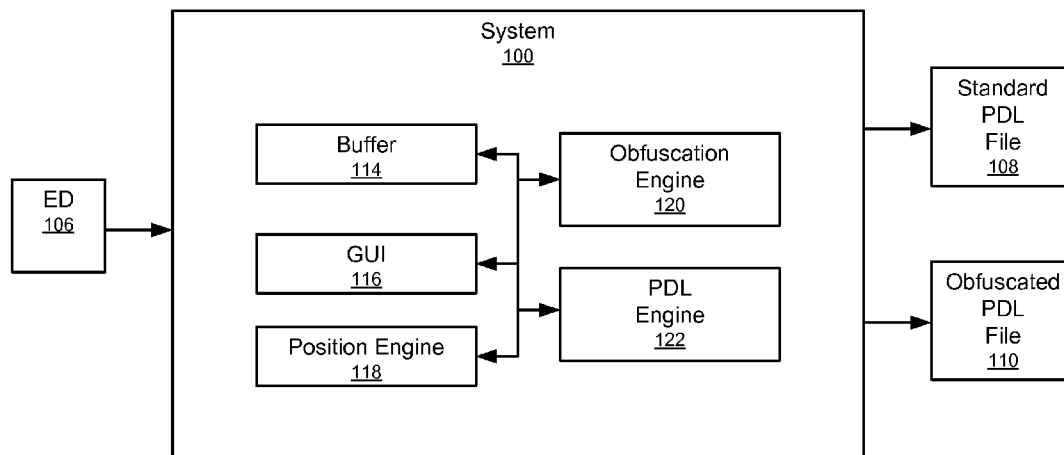 System
100
ED
106
Buffer
114
GUI
116
Position Engine
118
Obfuscation
Engine
120
PDL
Engine
122
Standard
PDL
File
108
Obfuscated
PDL
File
110